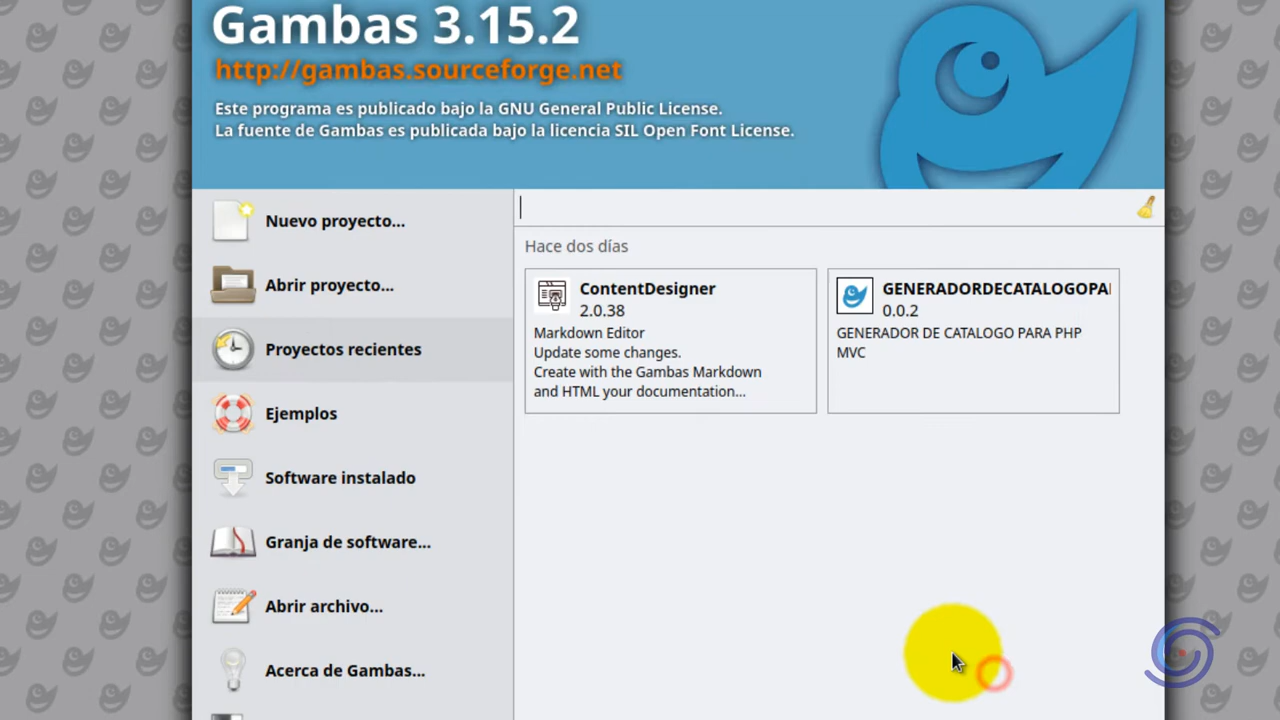 Gambas 3.15.2
http://gambas.sourceforge.net
Este programa es publicado bajo la GNU General Public License.
La fuente de Gambas es publicada bajo la licencia SIL Open Font License.
Nuevo proyecto...
Abrir proyecto...
Proyectos recientes
Ejemplos
Software instalado
Granja de software...
Abrir archivo...
Acerca de Gambas...
Hace dos días
ContentDesigner
2.0.38
Markdown Editor
Update some changes.
Create with the Gambas Markdown
and HTML your documentation...
GENERADORDECATALOGOPA
0.0.2
GENERADOR DE CATALOGO PARA PHP
MVC